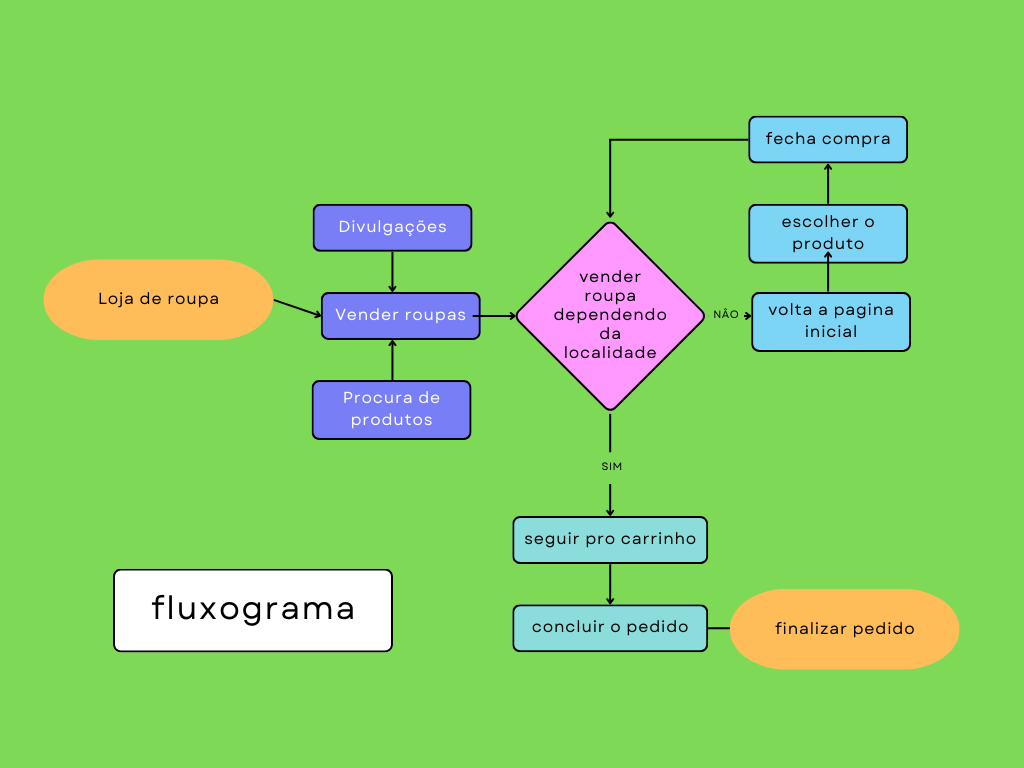 Loja de roupa
Divulgações
Vender roupas
Procura de
produtos
vender
roupa
dependendo
da
localidade
NÃO
volta a pagina
inicial
escolher o
produto
fecha compra
SIM
seguir pro carrinho
concluir o pedido
finalizar pedido
fluxograma